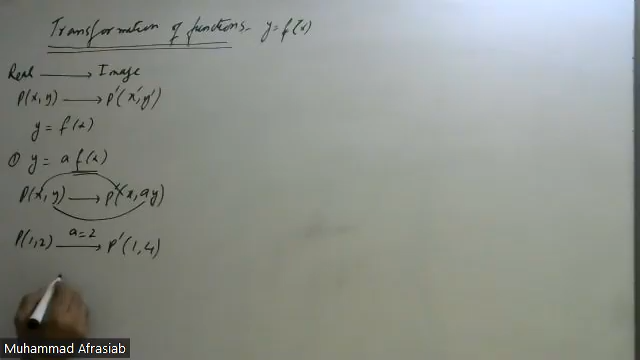 Transformation of functions. y = f(x)
Real ⟶ Image
P(x,y) ⟶ P'(x',y')
y = f(x)
① y = a f(x)
P(x,y) ⟶ P'(x, ay)
P(1,2) a=2 ⟶ P'(1,4)
Muhammad Afrasiab